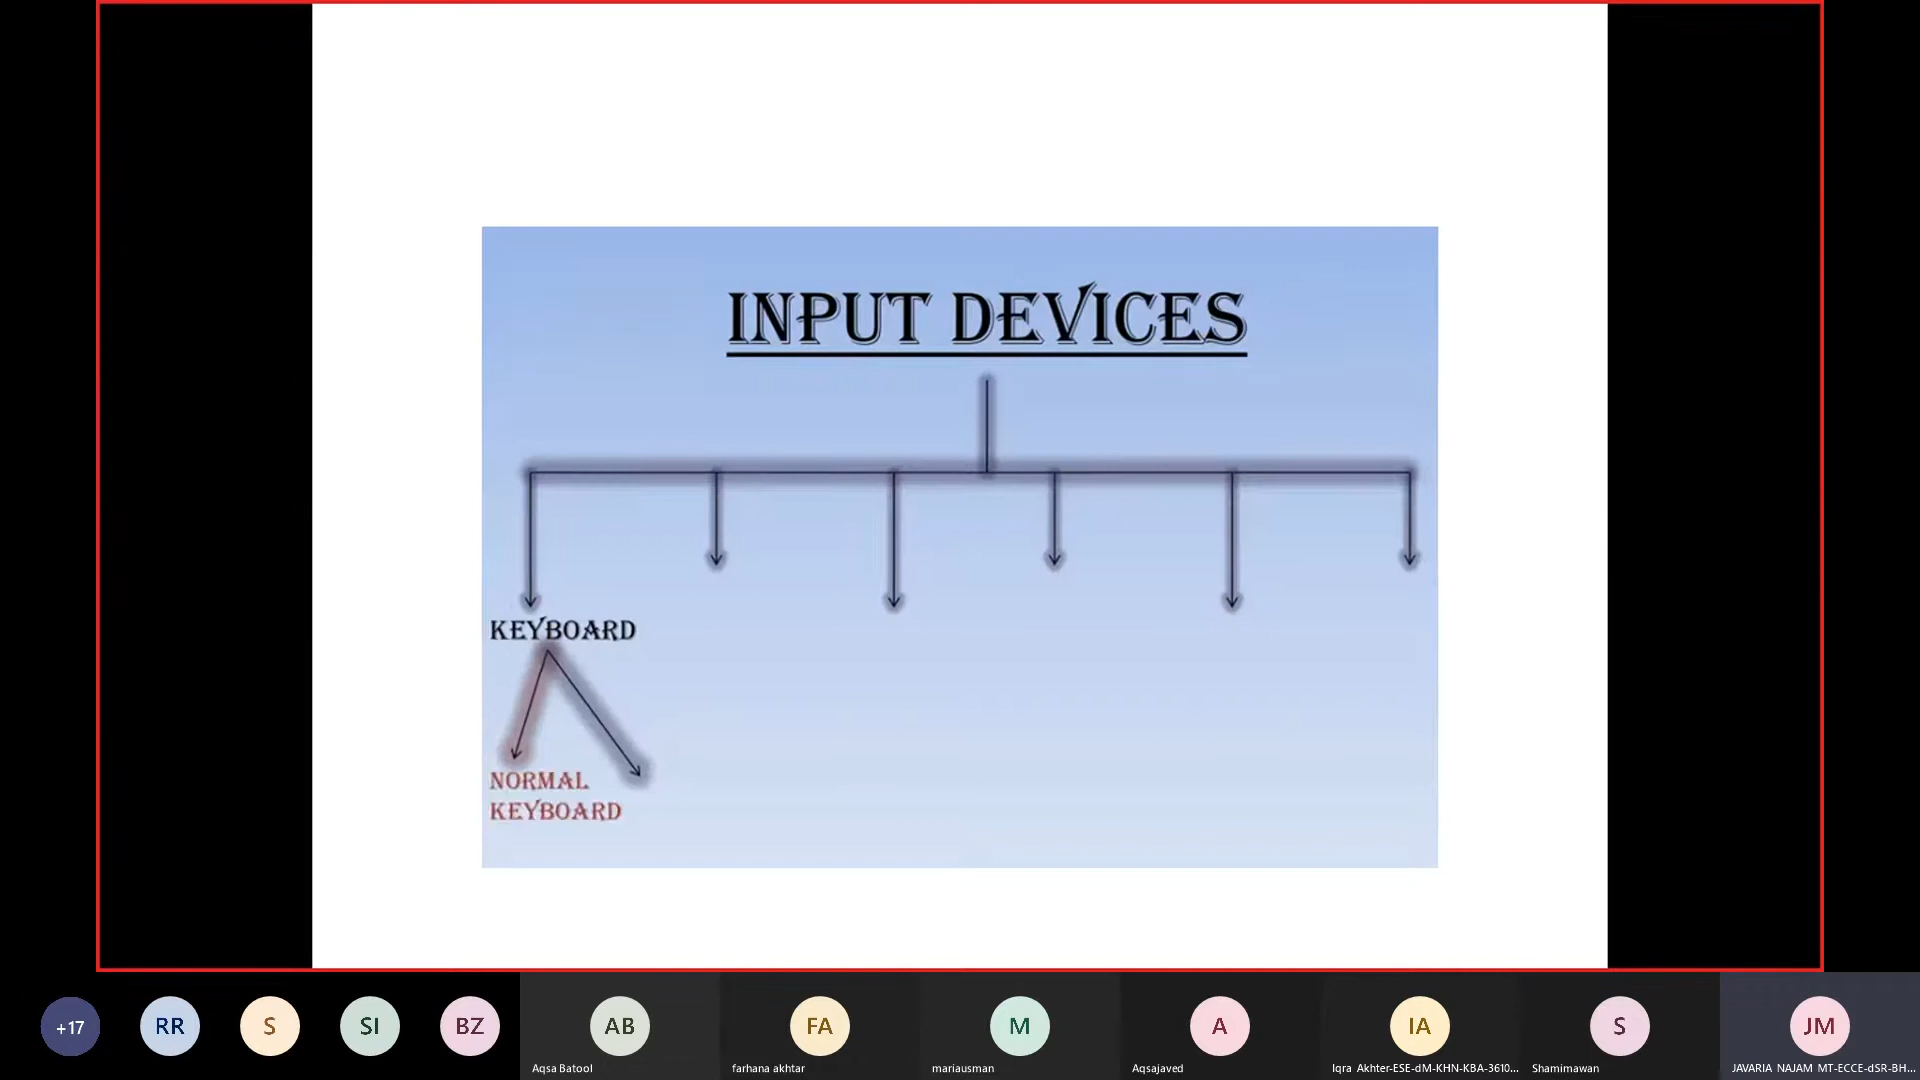 INPUT DEVICES
KEYBOARD
NORMAL
KEYBOARD
+17
RR
S
SI
BZ
AB
FA
M
A
IA
S
JM
Aqsa Batool
farhana akhtar
mariausman
Aqsajaved
Iqra Akhter-ESE-dM-KHN-KBA-3610...
Shamimawan
JAVARIA NAJAM MT-ECCE-dSR-BH...